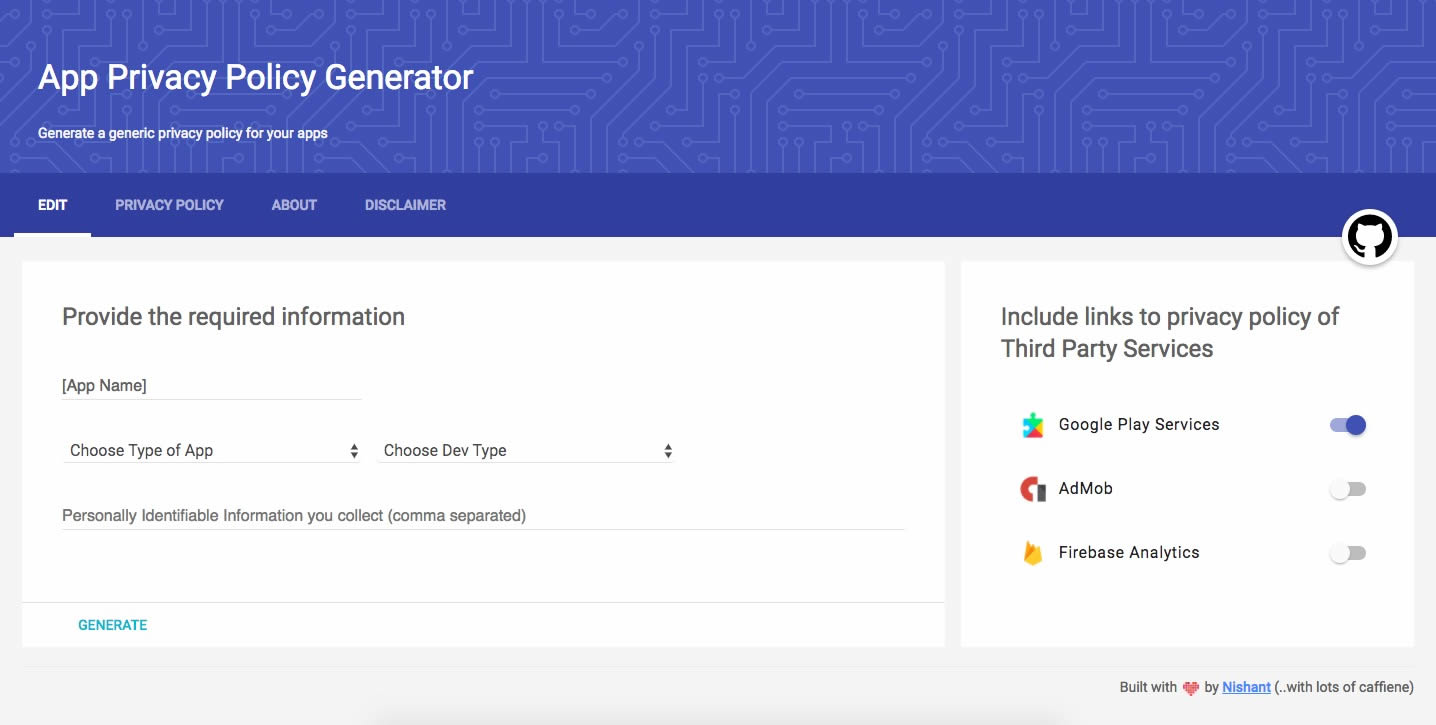 App Privacy Policy Generator
Generate a generic privacy policy for your apps
EDIT PRIVACY POLICY ABOUT DISCLAIMER
Provide the required information
[App Name]
Choose Type of App Choose Dev Type
Personally Identifiable Information you collect (comma separated)
GENERATE
Include links to privacy policy of
Third Party Services
Google Play Services
AdMob
Firebase Analytics
Built with by Nishant (..with lots of caffiene)